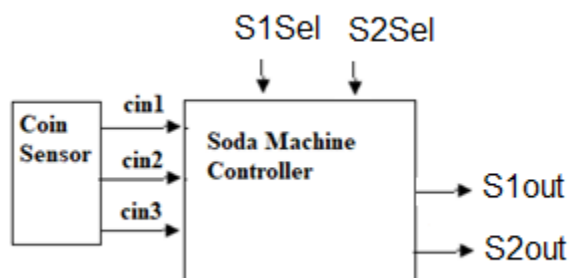 S1Sel S2Sel
cin1
Coin
Sensor
Soda Machine
Controller
cin2
cin3
S1out
S2out